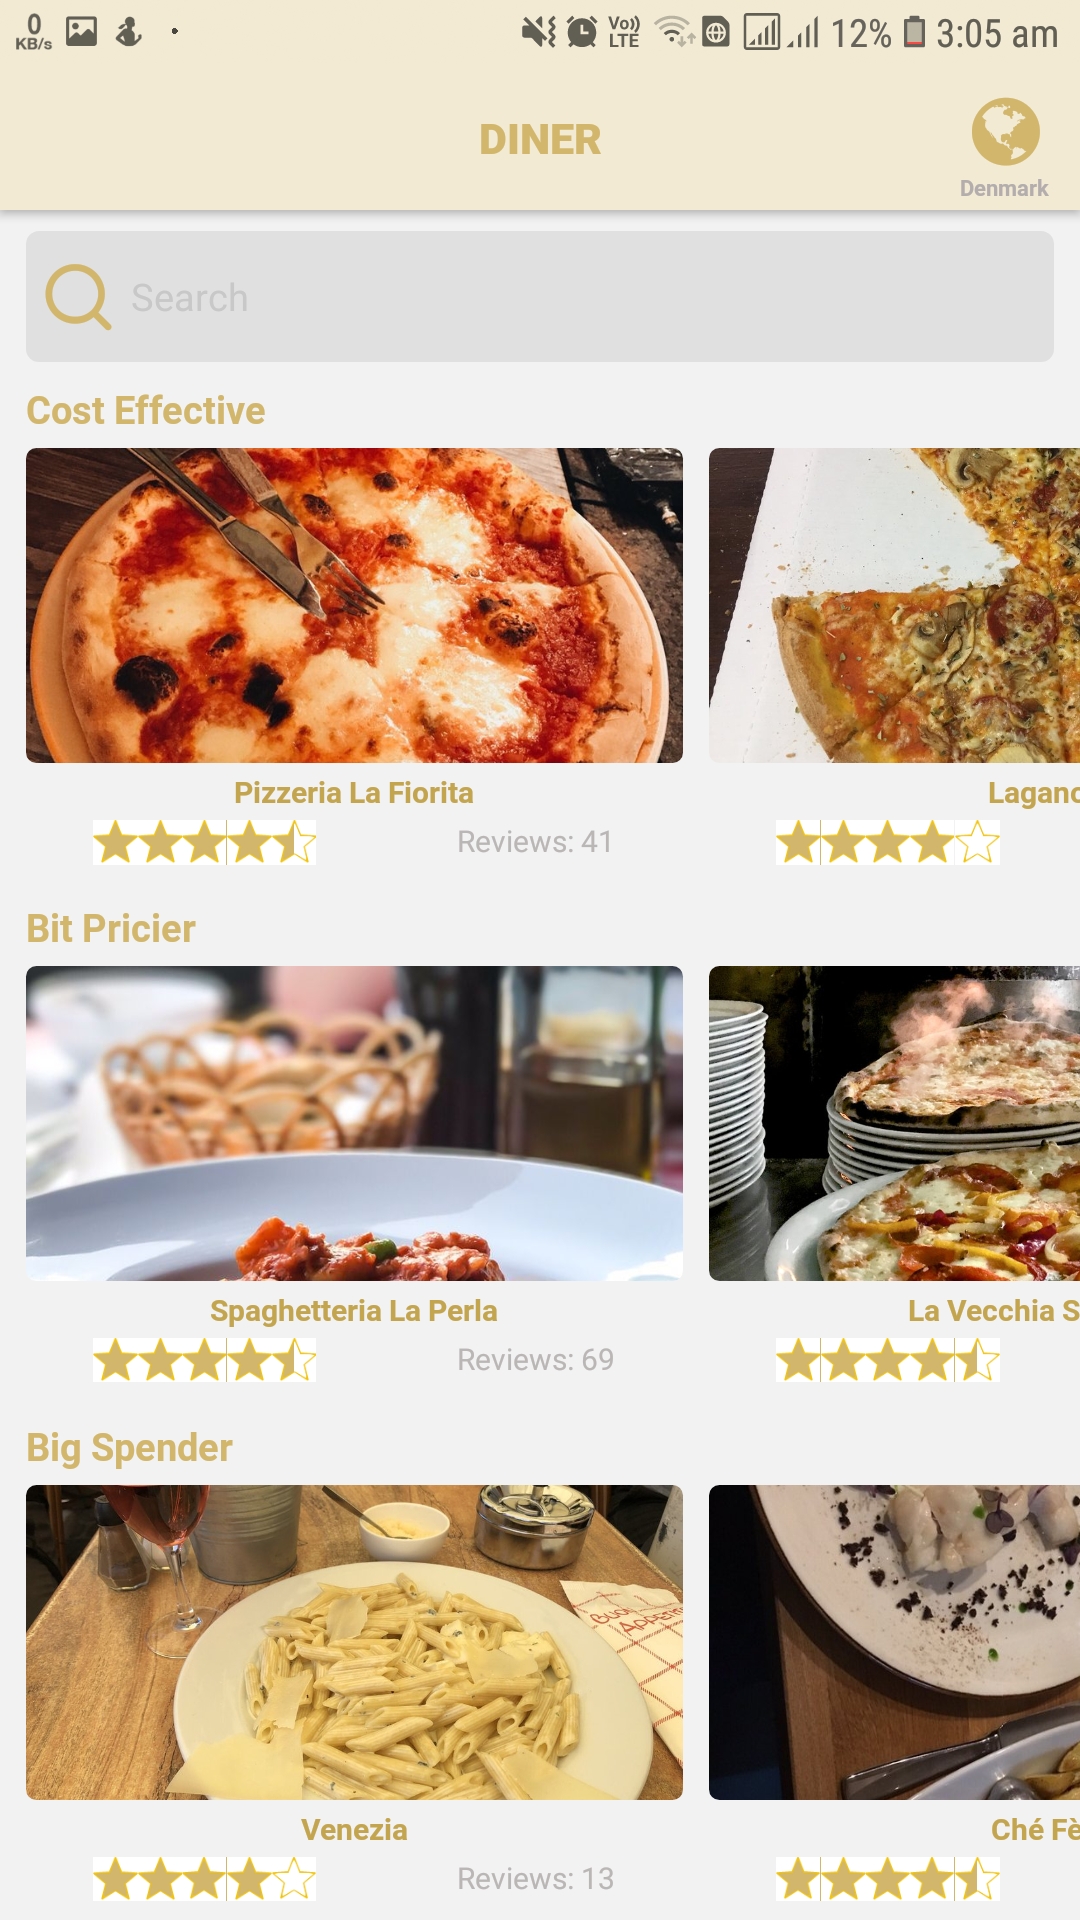 0
KB/s
Vo))
LTE
12%
3:05 am
DINER
Denmark
Search
Cost Effective
Pizzeria La Fiorita
Reviews: 41
Bit Pricier
Spaghetteria La Perla
La Vecchia S
Reviews: 69
Big Spender
Venezia
Ché Fè
Reviews: 13